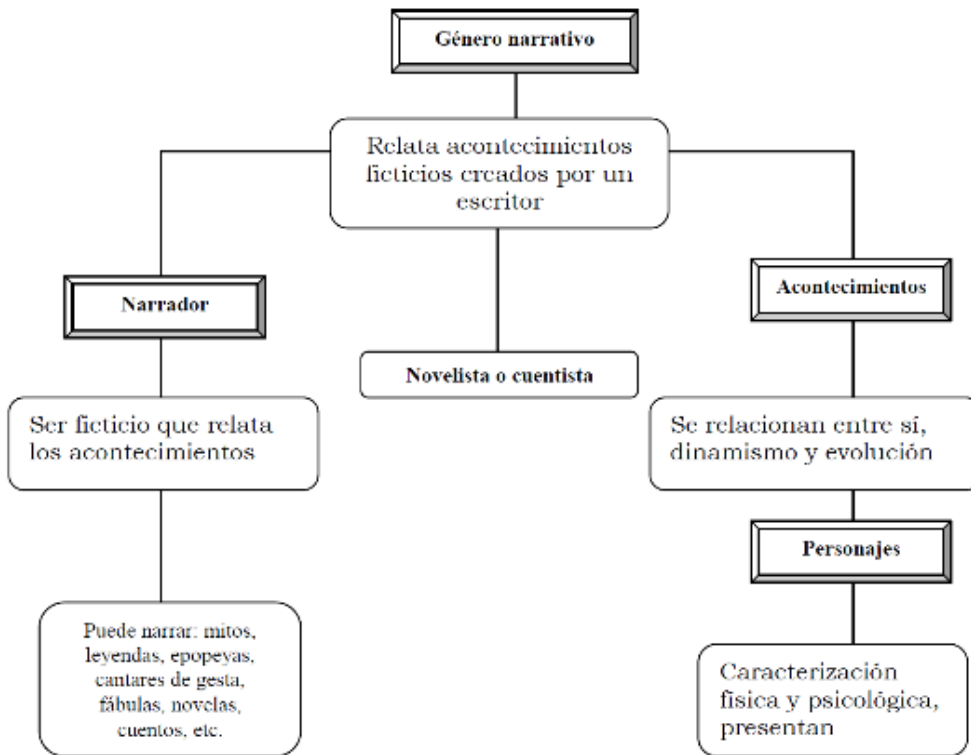 Género narrativo
Relata acontecimientos
ficticios creados por un
escritor
Narrador
Acontecimientos
Novelista o cuentista
Ser ficticio que relata
los acontecimientos
Se relacionan entre sí,
dinamismo y evolución
Personajes
Puede narrar: mitos,
leyendas, epopeyas,
cantares de gesta,
fábulas, novelas,
cuentos, etc.
Caracterización
física y psicológica,
presentan